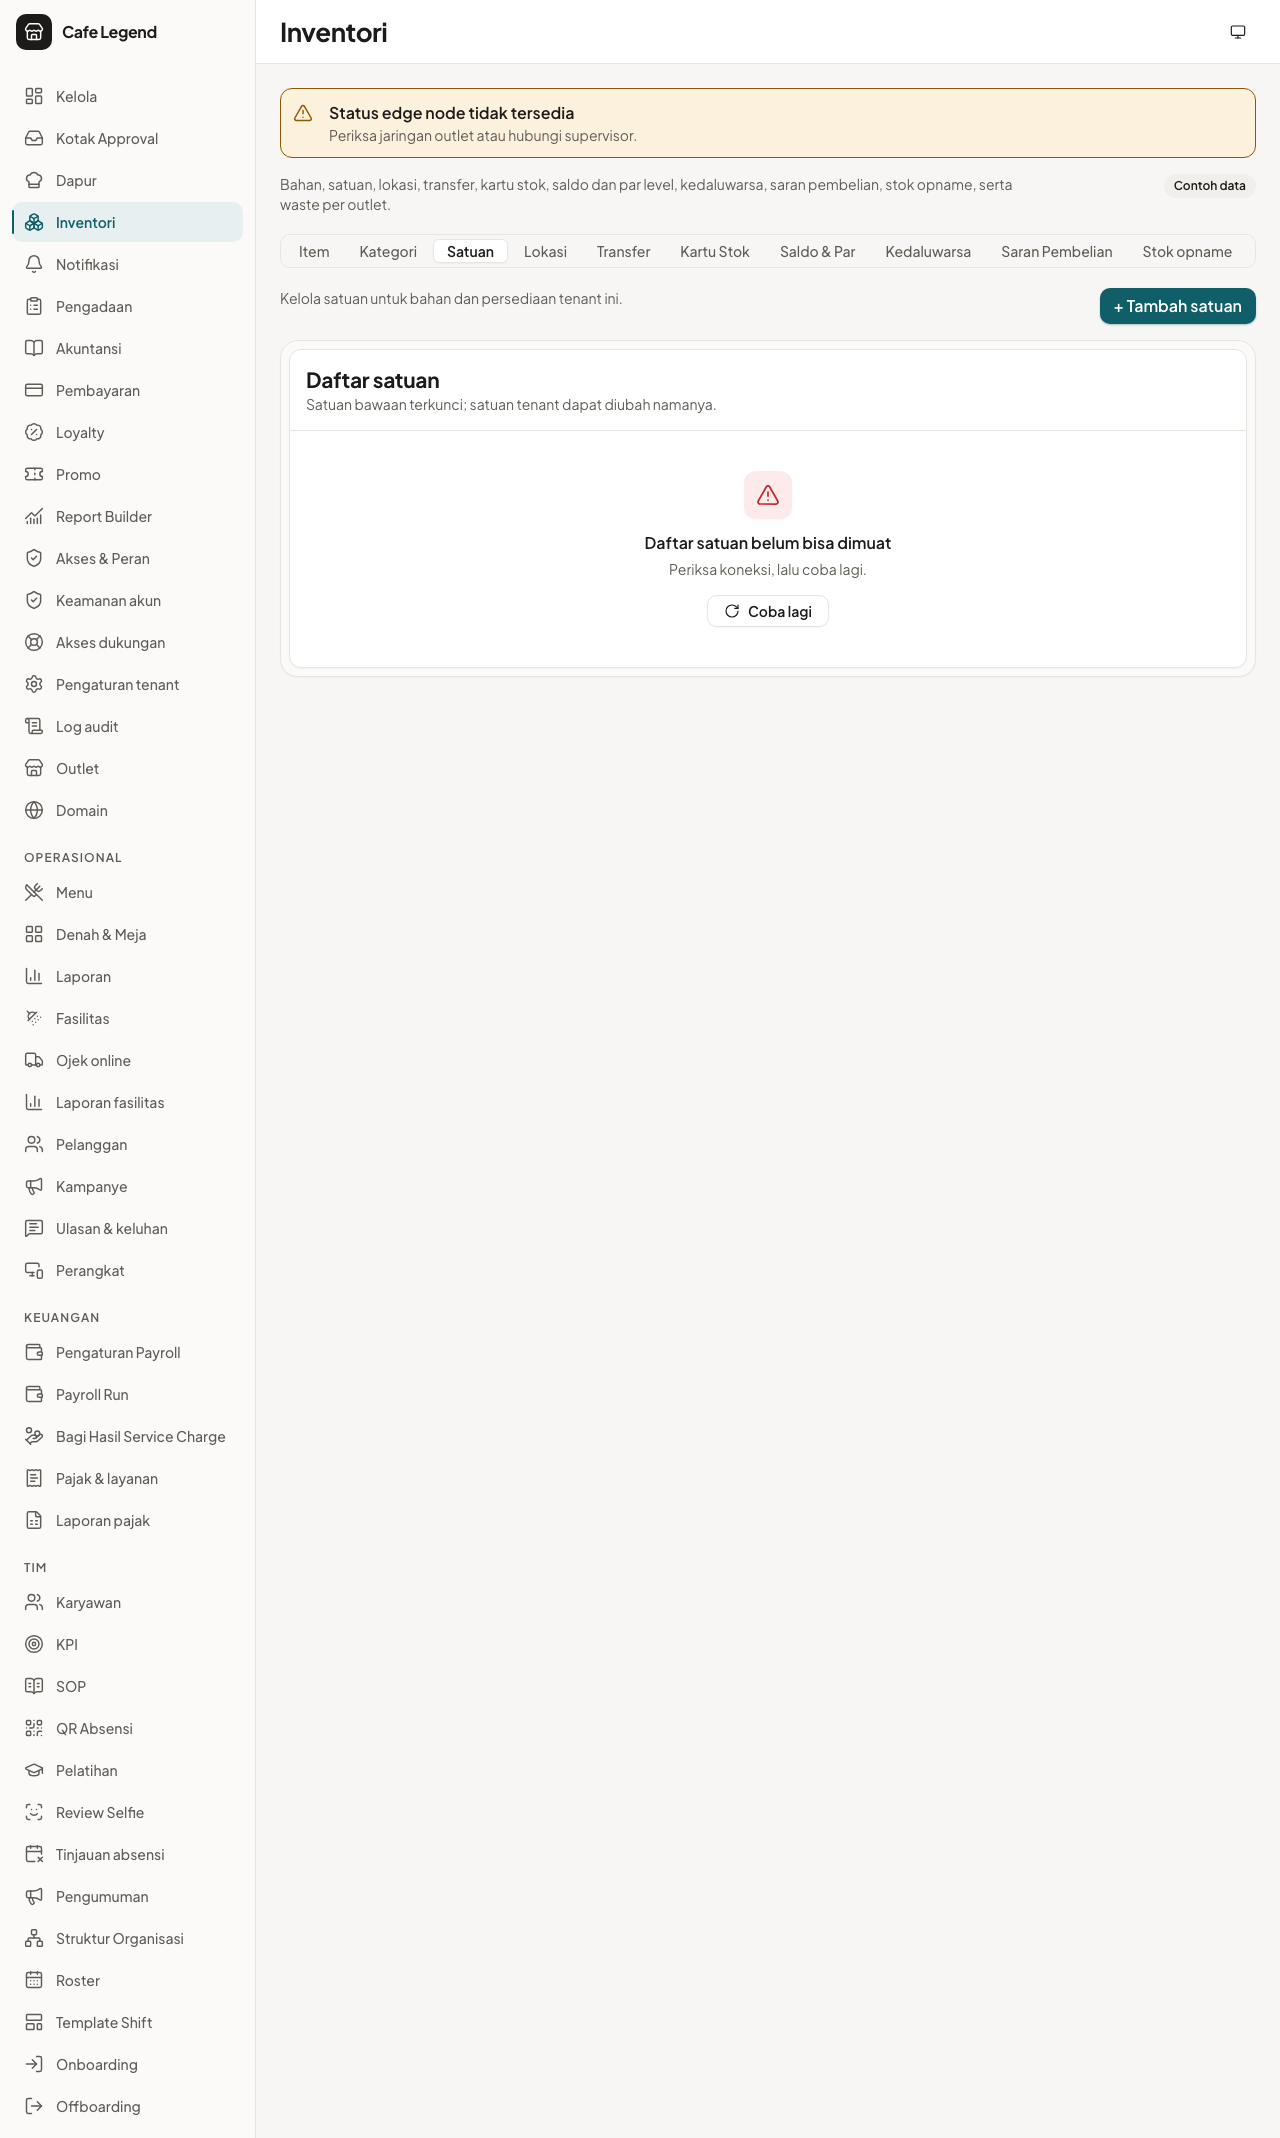 Cafe Legend
Inventori
Kelola
Kotak Approval
Dapur
Inventori
Notifikasi
Pengadaan
Akuntansi
Pembayaran
Loyalty
Promo
Report Builder
Akses & Peran
Keamanan akun
Akses dukungan
Pengaturan tenant
Log audit
Outlet
Domain
OPERASIONAL
Menu
Denah & Meja
Laporan
Fasilitas
Ojek online
Laporan fasilitas
Pelanggan
Kampanye
Ulasan & keluhan
Perangkat
KEUANGAN
Pengaturan Payroll
Payroll Run
Bagi Hasil Service Charge
Pajak & layanan
Laporan pajak
TIM
Karyawan
KPI
SOP
QR Absensi
Pelatihan
Review Selfie
Tinjauan absensi
Pengumuman
Struktur Organisasi
Roster
Template Shift
Onboarding
Offboarding
Status edge node tidak tersedia
Periksa jaringan outlet atau hubungi supervisor.
Bahan, satuan, lokasi, transfer, kartu stok, saldo dan par level, kedaluwarsa, saran pembelian, stok opname, serta
waste per outlet.
Contoh data
Item Kategori Satuan Lokasi Transfer Kartu Stok Saldo & Par Kedaluwarsa Saran Pembelian Stok opname
Kelola satuan untuk bahan dan persediaan tenant ini.
+ Tambah satuan
Daftar satuan
Satuan bawaan terkunci; satuan tenant dapat diubah namanya.
Daftar satuan belum bisa dimuat
Periksa koneksi, lalu coba lagi.
Coba lagi